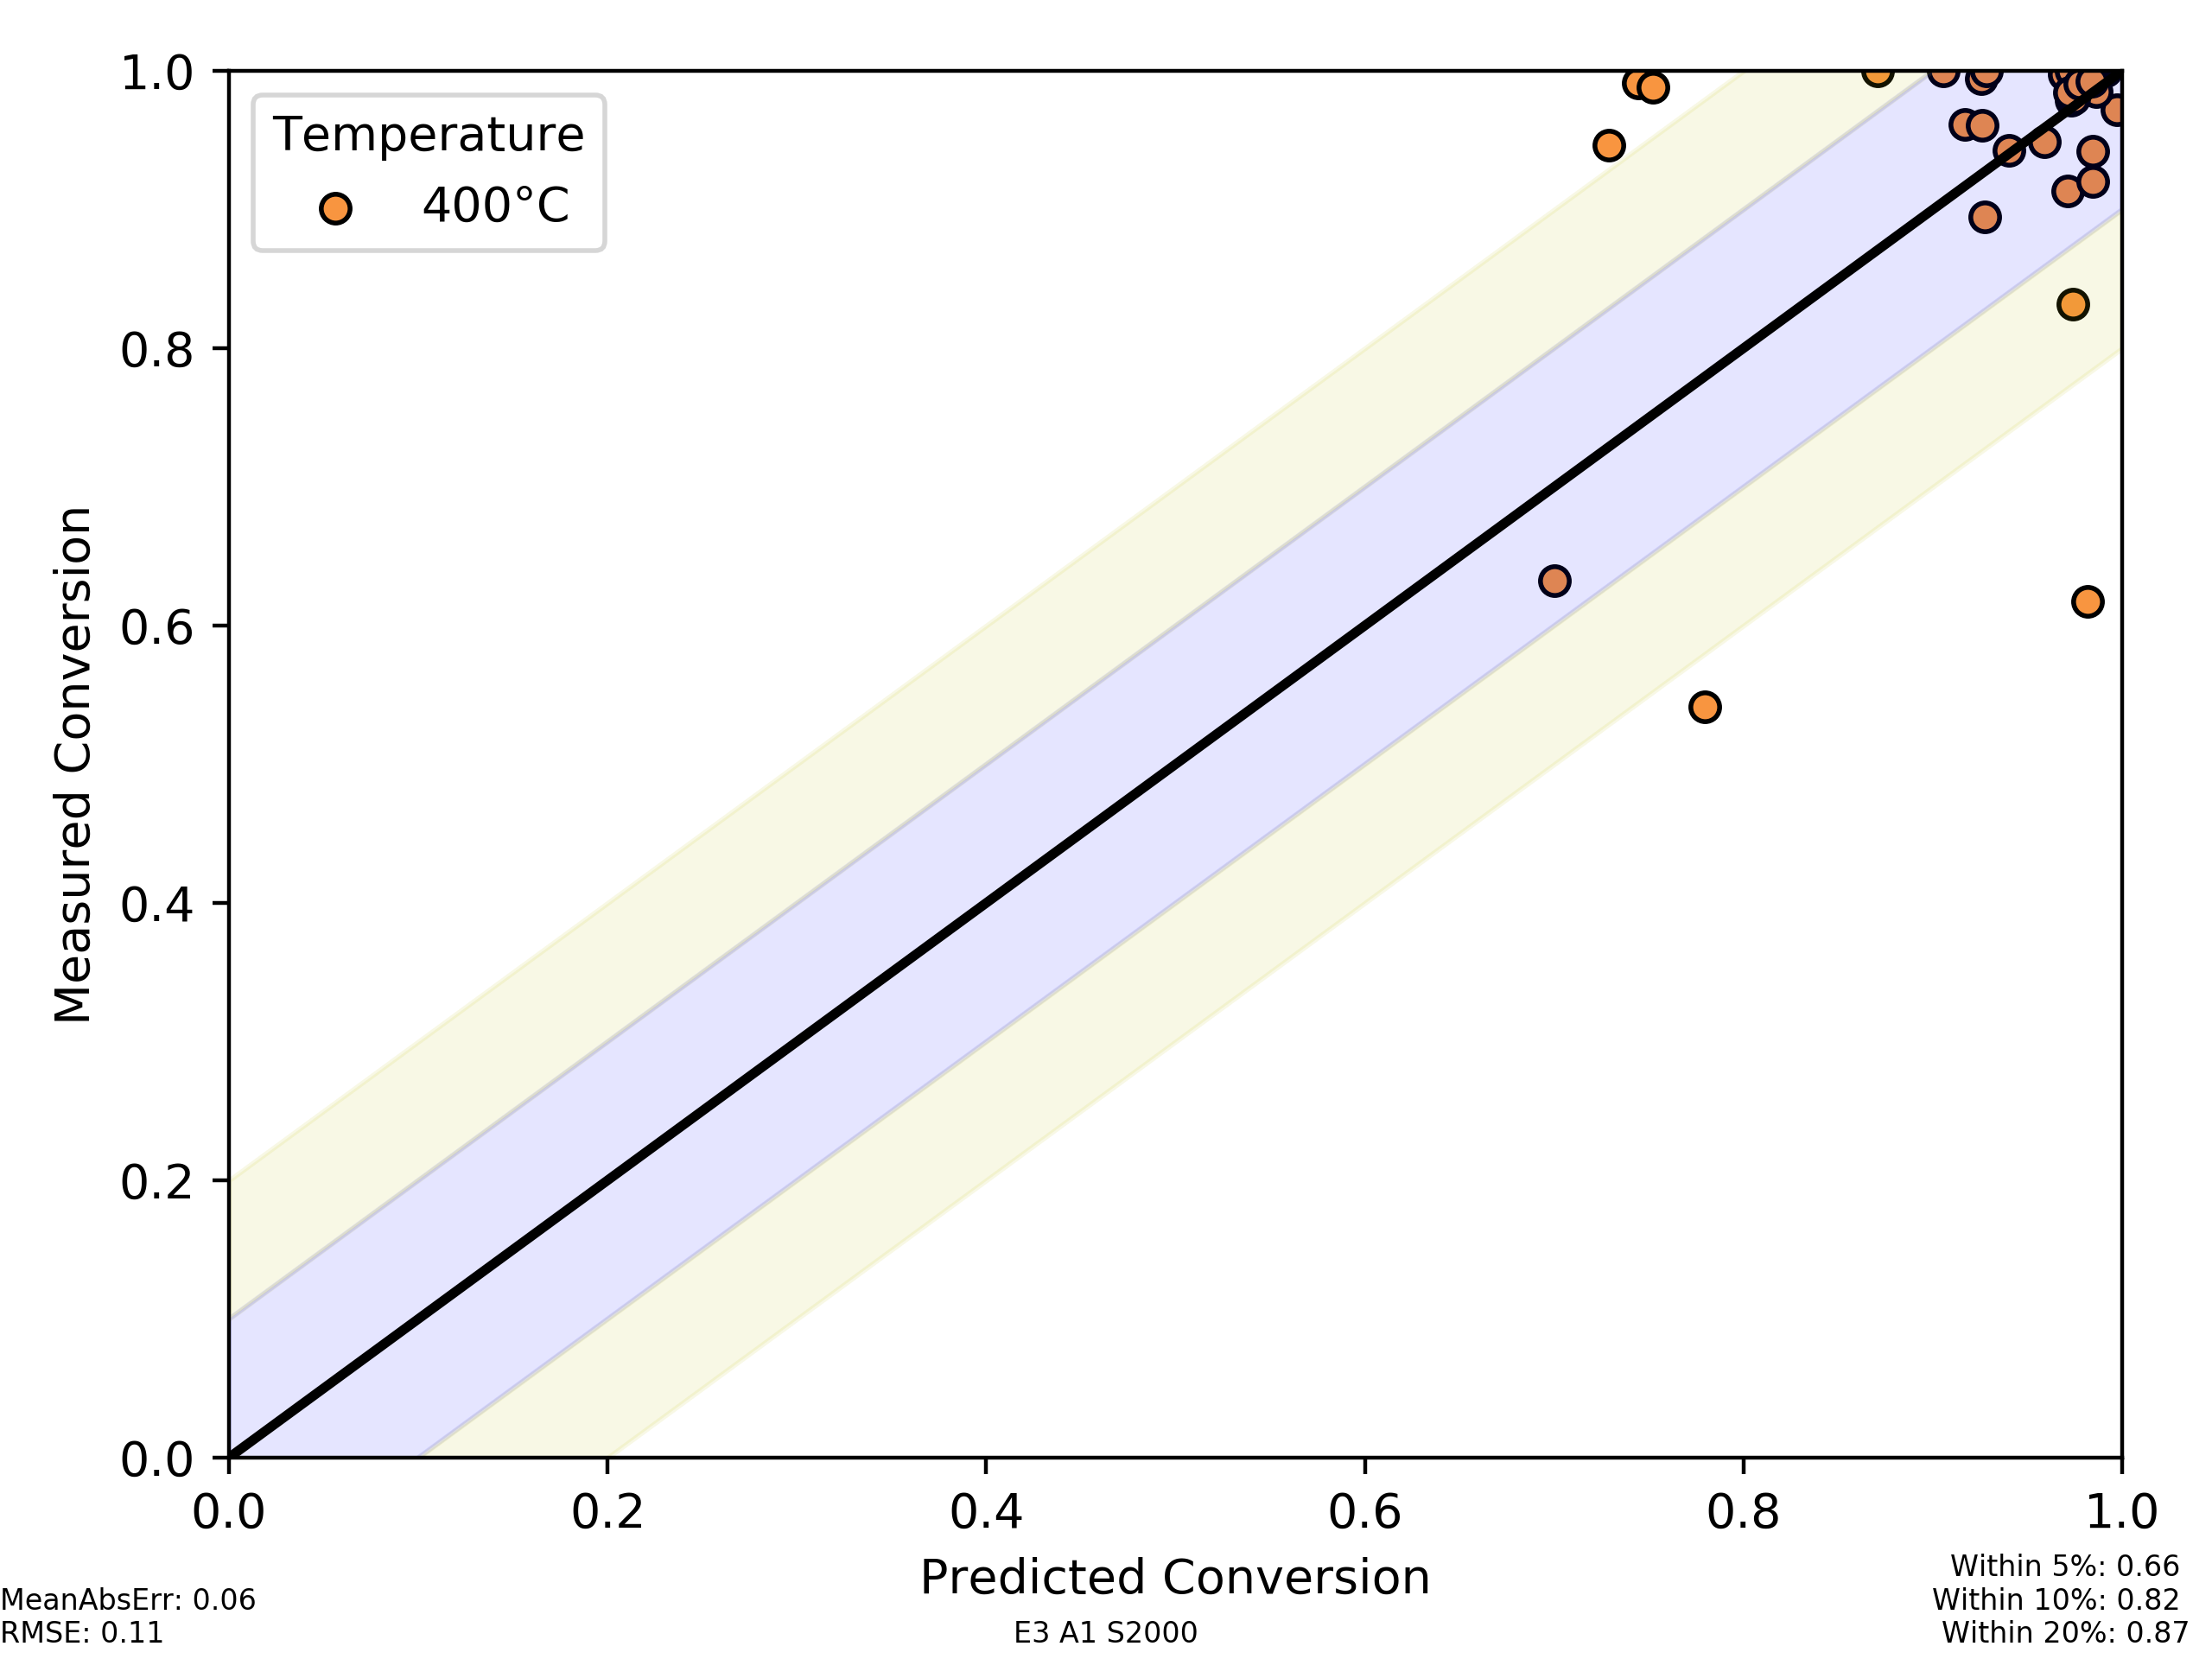 1.0
Temperature
400°C
0.8
0.6
0.4
0.2
0.0
Measured Conversion
0.0 0.2 0.4 0.6 0.8 1.0
Predicted Conversion
MeanAbsErr: 0.06
RMSE: 0.11
E3 A1 S2000
Within 5%: 0.66
Within 10%: 0.82
Within 20%: 0.87